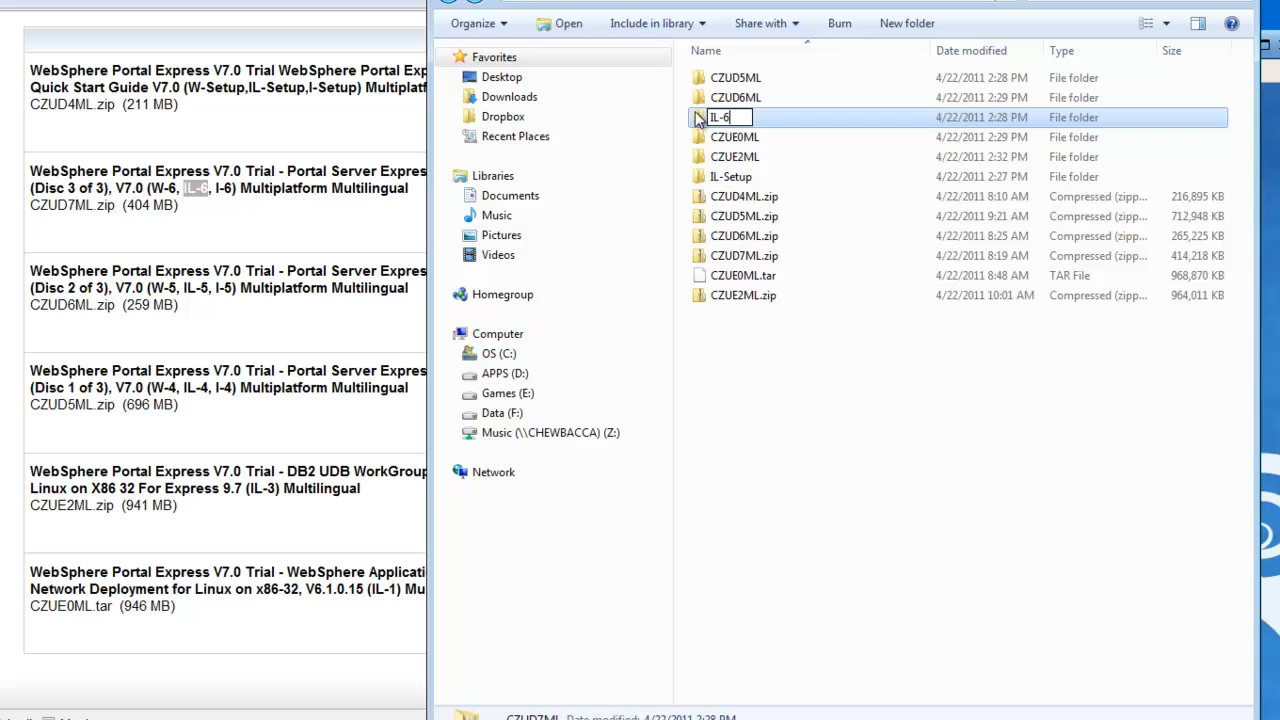 WebSphere Portal Express V7.0 Trial WebSphere Portal Exp
Quick Start Guide V7.0 (W-Setup,IL-Setup,I-Setup) Multiplatf
CZUD4ML.zip (211 MB)
WebSphere Portal Express V7.0 Trial - Portal Server Expres
(Disc 3 of 3), V7.0 (W-6, IL-6, I-6) Multiplatform Multilingual
CZUD7ML.zip (404 MB)
WebSphere Portal Express V7.0 Trial - Portal Server Expres
(Disc 2 of 3), V7.0 (W-5, IL-5, I-5) Multiplatform Multilingual
CZUD6ML.zip (259 MB)
WebSphere Portal Express V7.0 Trial - Portal Server Expres
(Disc 1 of 3), V7.0 (W-4, IL-4, I-4) Multiplatform Multilingual
CZUD5ML.zip (696 MB)
WebSphere Portal Express V7.0 Trial - DB2 UDB WorkGroup
Linux on X86 32 For Express 9.7 (IL-3) Multilingual
CZUE2ML.zip (941 MB)
WebSphere Portal Express V7.0 Trial - WebSphere Applicati
Network Deployment for Linux on x86-32, V6.1.0.15 (IL-1) Mu
CZUE0ML.tar (946 MB)
Organize Open Include in library Share with Burn New folder
Favorites
Desktop
Downloads
Dropbox
Recent Places
Libraries
Documents
Music
Pictures
Videos
Homegroup
Computer
OS (C:)
APPS (D:)
Games (E:)
Data (F:)
Music (\\CHEWBACCA) (Z:)
Network
Name Date modified Type Size
CZUD5ML 4/22/2011 2:28 PM File folder
CZUD6ML 4/22/2011 2:29 PM File folder
IL-6 4/22/2011 2:28 PM File folder
CZUE0ML 4/22/2011 2:29 PM File folder
CZUE2ML 4/22/2011 2:32 PM File folder
IL-Setup 4/22/2011 2:27 PM File folder
CZUD4ML.zip 4/22/2011 8:10 AM Compressed (zipp... 216,895 KB
CZUD5ML.zip 4/22/2011 9:21 AM Compressed (zipp... 712,948 KB
CZUD6ML.zip 4/22/2011 8:25 AM Compressed (zipp... 265,225 KB
CZUD7ML.zip 4/22/2011 8:19 AM Compressed (zipp... 414,218 KB
CZUE0ML.tar 4/22/2011 8:48 AM TAR File 968,870 KB
CZUE2ML.zip 4/22/2011 10:01 AM Compressed (zipp... 964,011 KB
CZUD7ML Date modified: 4/22/2011 2:28 PM